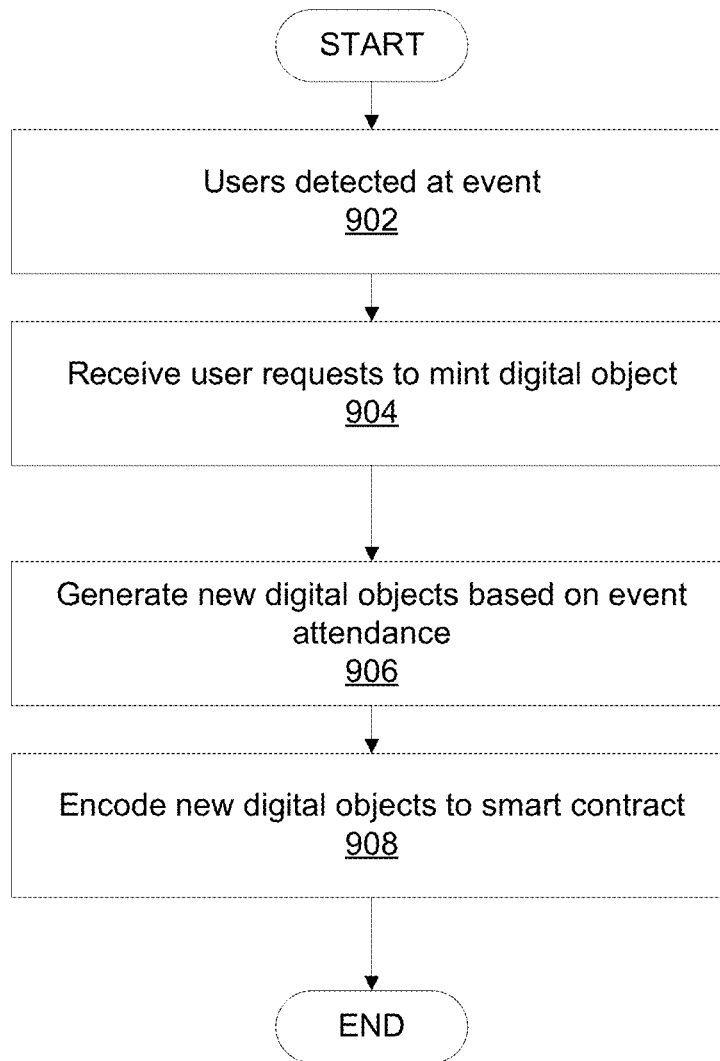 START
Users detected at event
902
Receive user requests to mint digital object
904
Generate new digital objects based on event
attendance
906
Encode new digital objects to smart contract
908
END